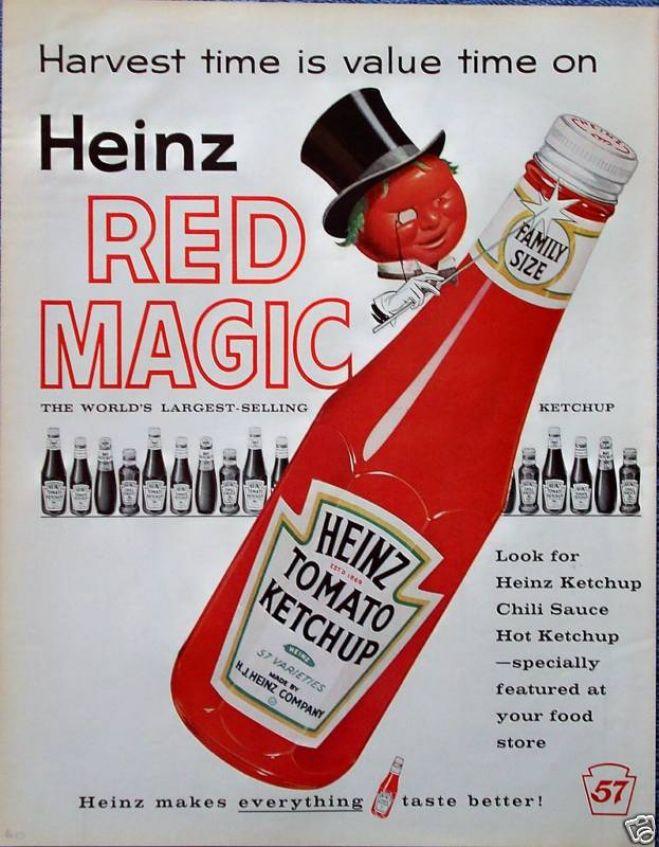 Harvest time is value time on
Heinz
RED
MAGIC
THE WORLD'S LARGEST-SELLING KETCHUP
HEINZ
FAMILY
SIZE
HEINZ
ESTD 1869
TOMATO
KETCHUP
HEINZ
57 VARIETIES
MADE BY
H.J. HEINZ COMPANY
Look for
Heinz Ketchup
Chili Sauce
Hot Ketchup
—specially
featured at
your food
store
57
Heinz makes everything taste better!